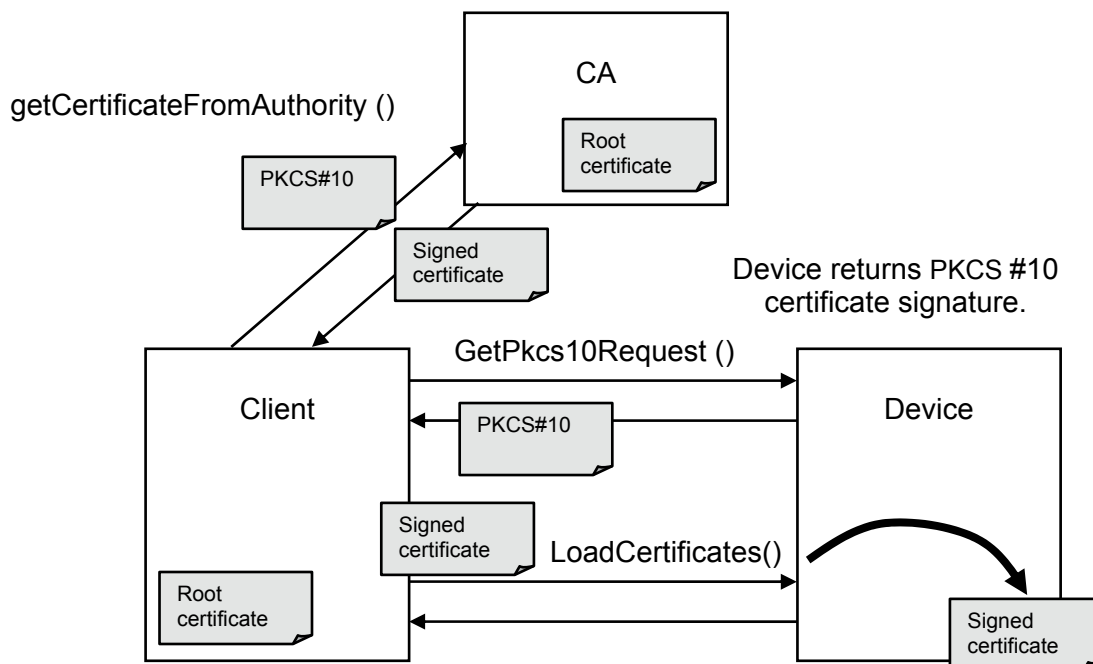 CA
getCertificateFromAuthority ()
Root
certificate
PKCS#10
Signed
certificate
Device returns PKCS #10
certificate signature.
GetPkcs10Request ()
Client
Device
PKCS#10
Signed
certificate
LoadCertificates()
Root
certificate
Signed
certificate